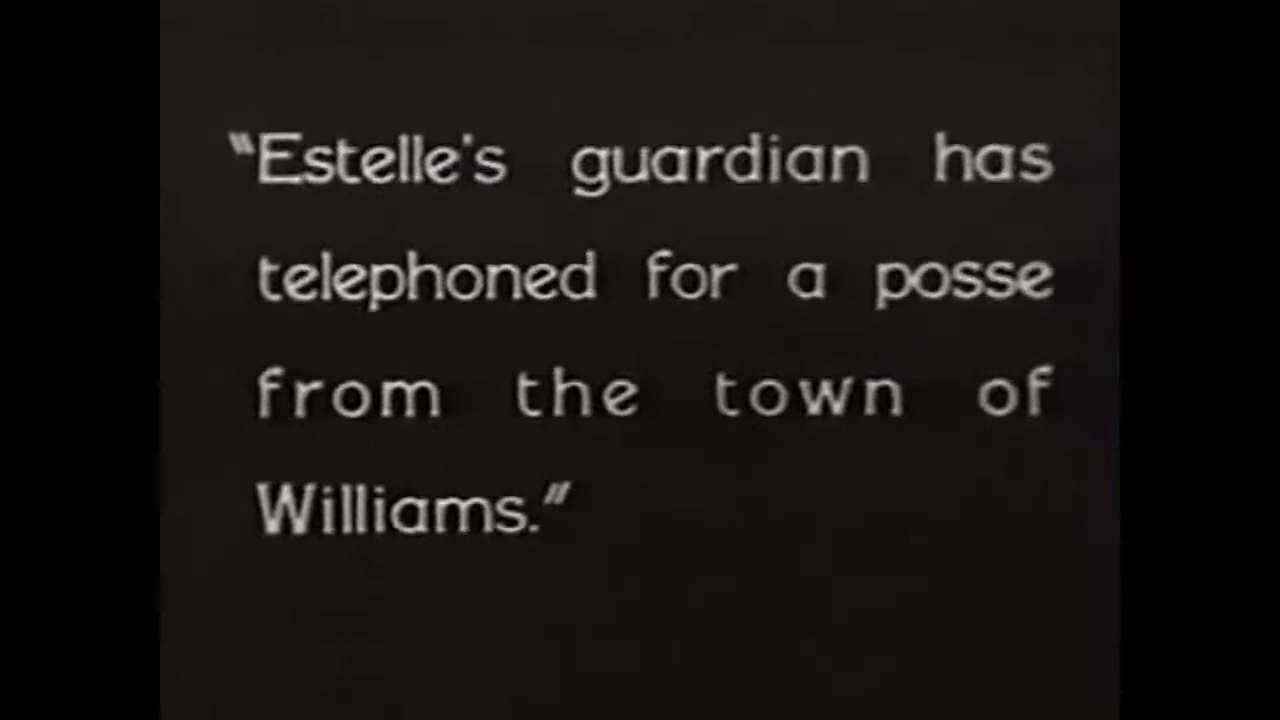 "Estelle's guardian has
telephoned for a posse
from the town of
Williams."